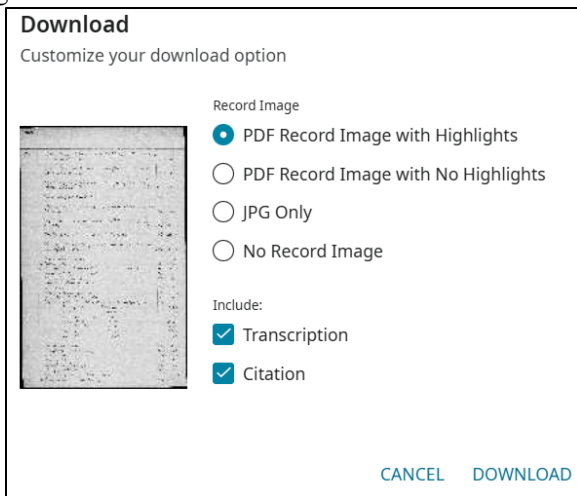 Download
Customize your download option
Record Image
PDF Record Image with Highlights
PDF Record Image with No Highlights
JPG Only
No Record Image
Include:
Transcription
Citation
CANCEL DOWNLOAD